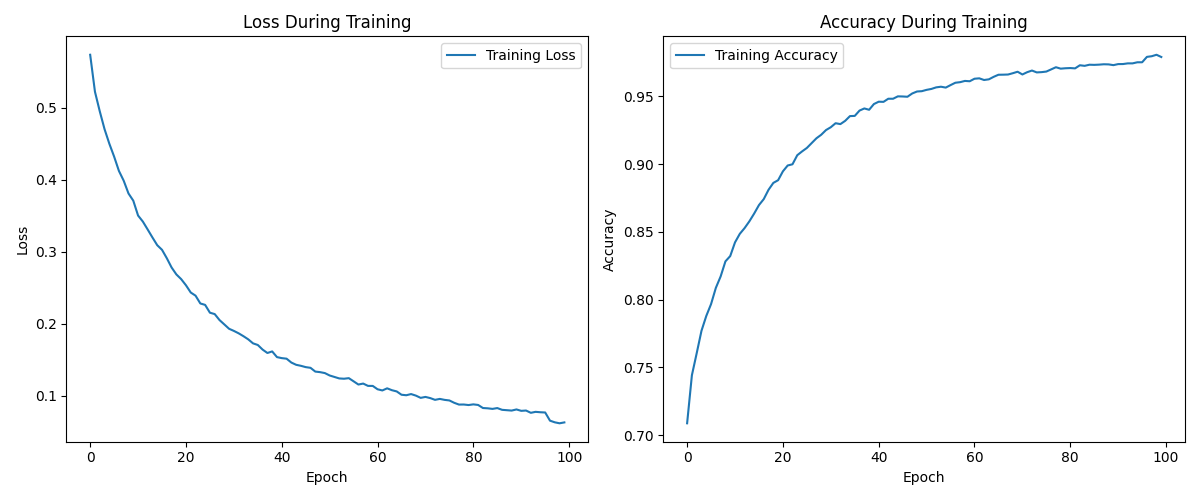 Loss During Training
Training Loss
Loss
0.5
0.4
0.3
0.2
0.1
0 20 40 60 80 100
Epoch
Accuracy During Training
Training Accuracy
Accuracy
0.95
0.90
0.85
0.80
0.75
0.70
0 20 40 60 80 100
Epoch